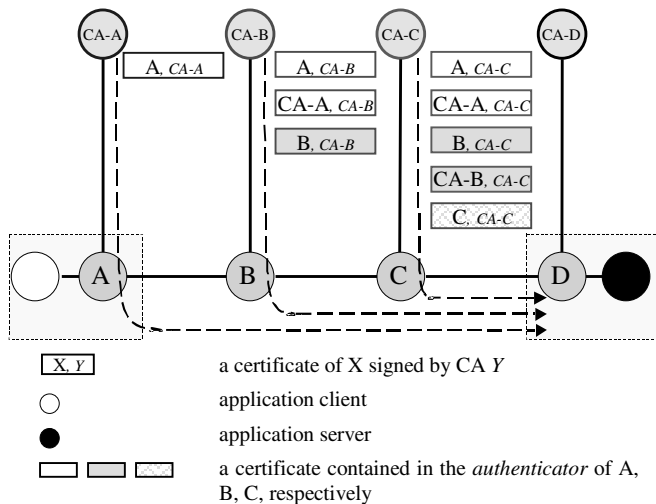 CA-A CA-B CA-C CA-D
A, CA-A A, CA-B A, CA-C
CA-A, CA-B CA-A, CA-C
B, CA-B B, CA-C
CA-B, CA-C
C, CA-C
A B C D
X, Y a certificate of X signed by CA Y
application client
application server
a certificate contained in the authenticator of A,
B, C, respectively